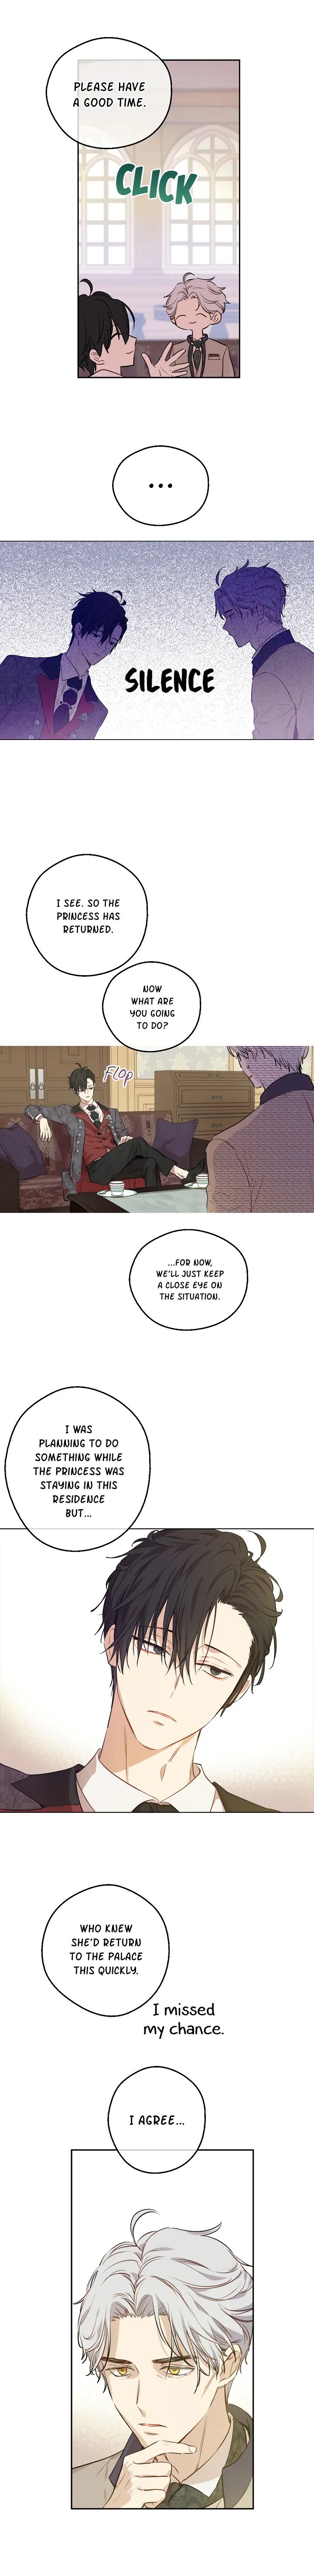 PLEASE HAVE
A GOOD TIME.
CLICK
...
SILENCE
I SEE. SO THE
PRINCESS HAS
RETURNED.
NOW
WHAT ARE
YOU GOING
TO DO?
FLOP
...FOR NOW,
WE'LL JUST KEEP
A CLOSE EYE ON
THE SITUATION.
I WAS
PLANNING TO DO
SOMETHING WHILE
THE PRINCESS WAS
STAYING IN THIS
RESIDENCE
BUT...
WHO KNEW
SHE'D RETURN
TO THE PALACE
THIS QUICKLY.
I missed
my chance.
I AGREE...